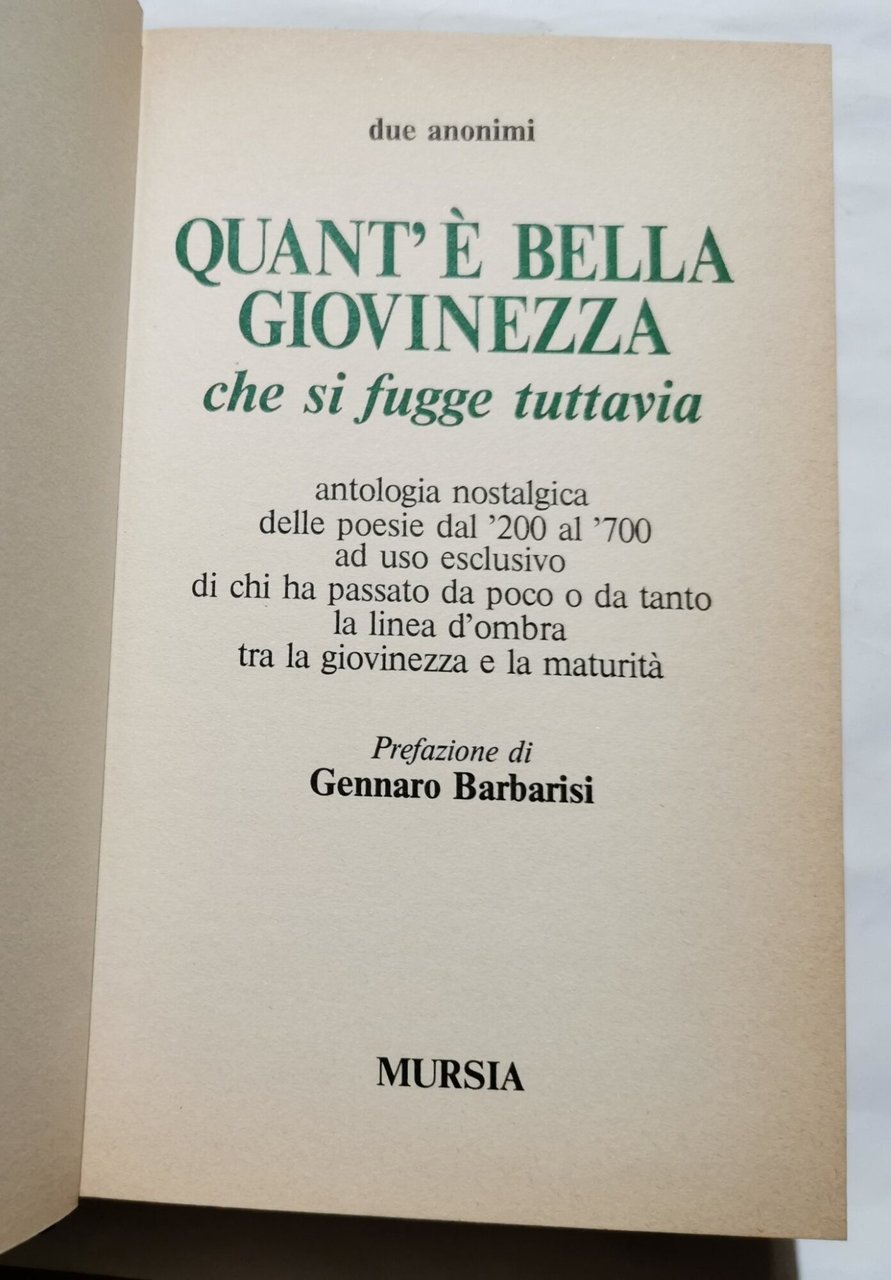 due anonimi
QUANT' È BELLA
GIOVINEZZA
che si fugge tuttavia
antologia nostalgica
delle poesie dal '200 al '700
ad uso esclusivo
di chi ha passato da poco o da tanto
la linea d'ombra
tra la giovinezza e la maturità
Prefazione di
Gennaro Barbarisi
MURSIA